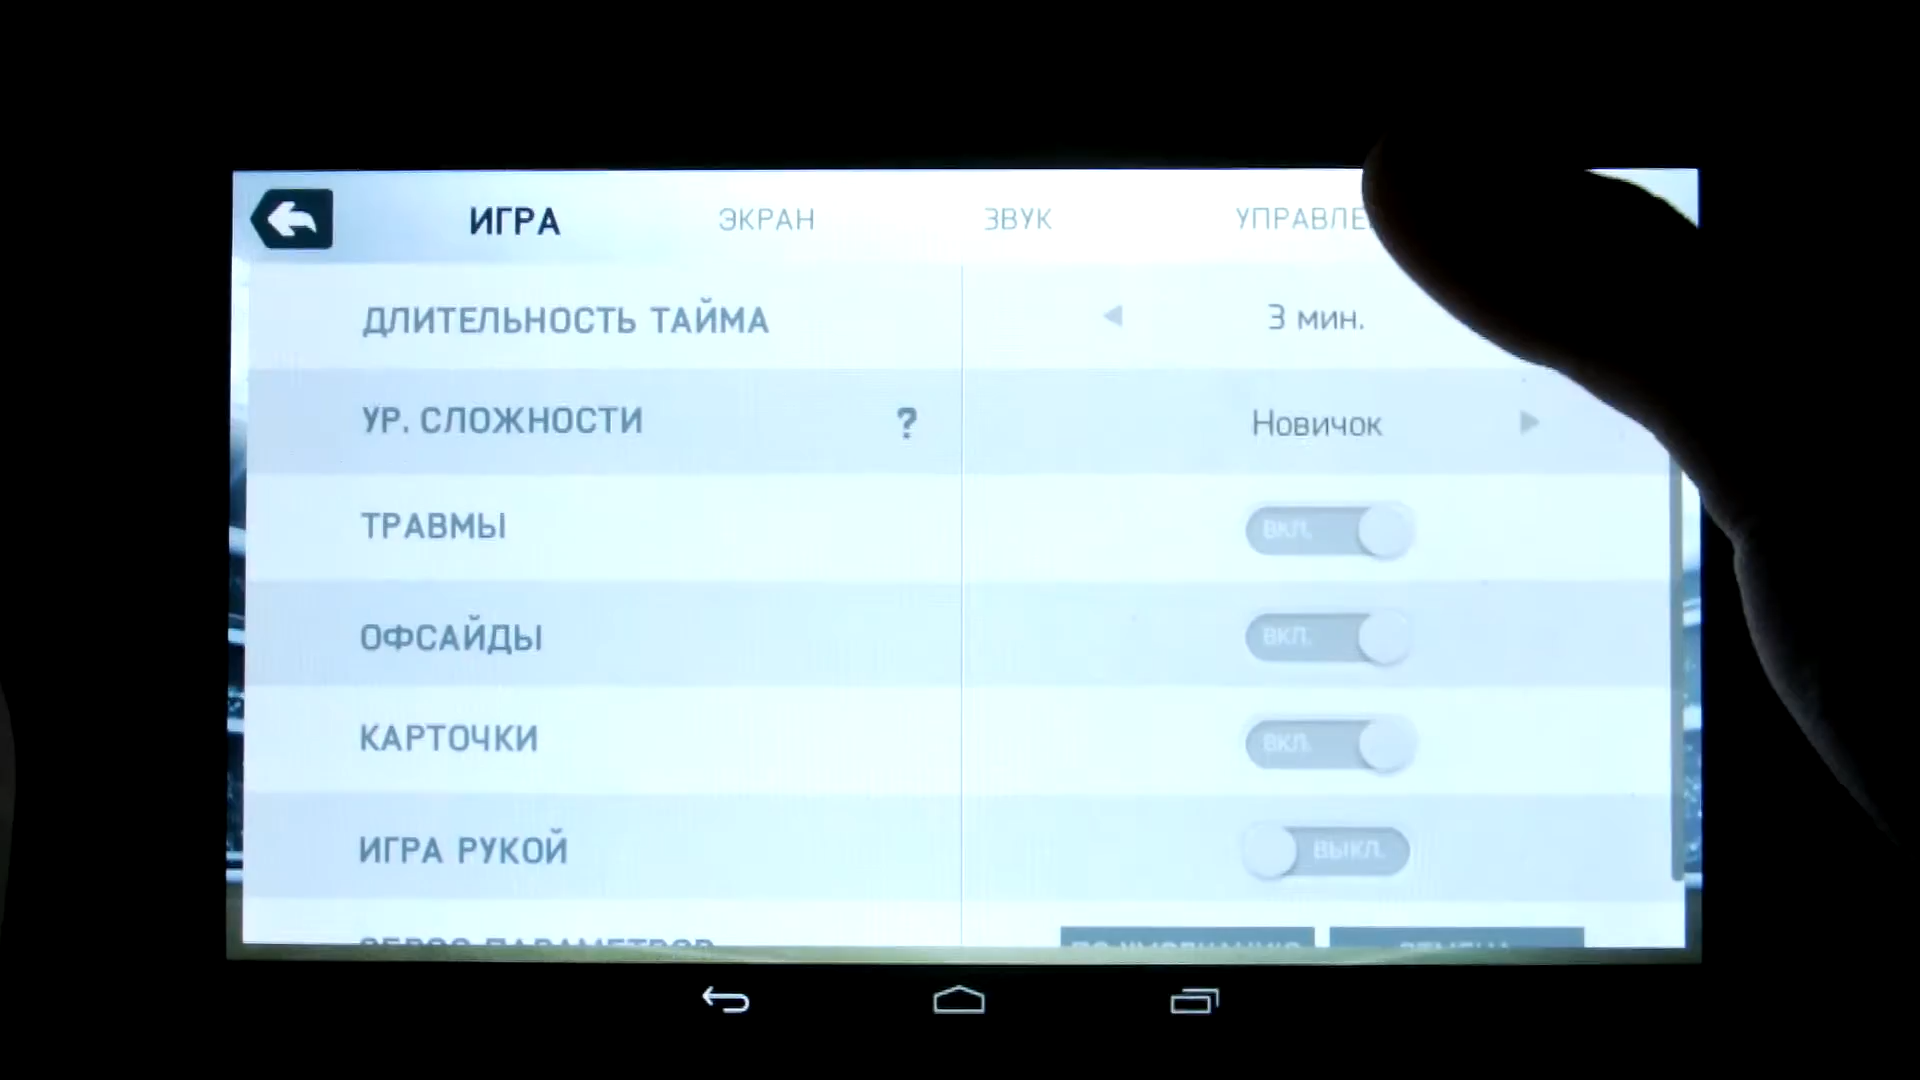 ИГРА ЭКРАН ЗВУК
ДЛИТЕЛЬНОСТЬ ТАЙМА 3 мин.
УР. СЛОЖНОСТИ ? Новичок
ТРАВМЫ ВКЛ.
ОФСАЙДЫ ВКЛ.
КАРТОЧКИ ВКЛ.
ИГРА РУКОЙ ВЫКЛ.